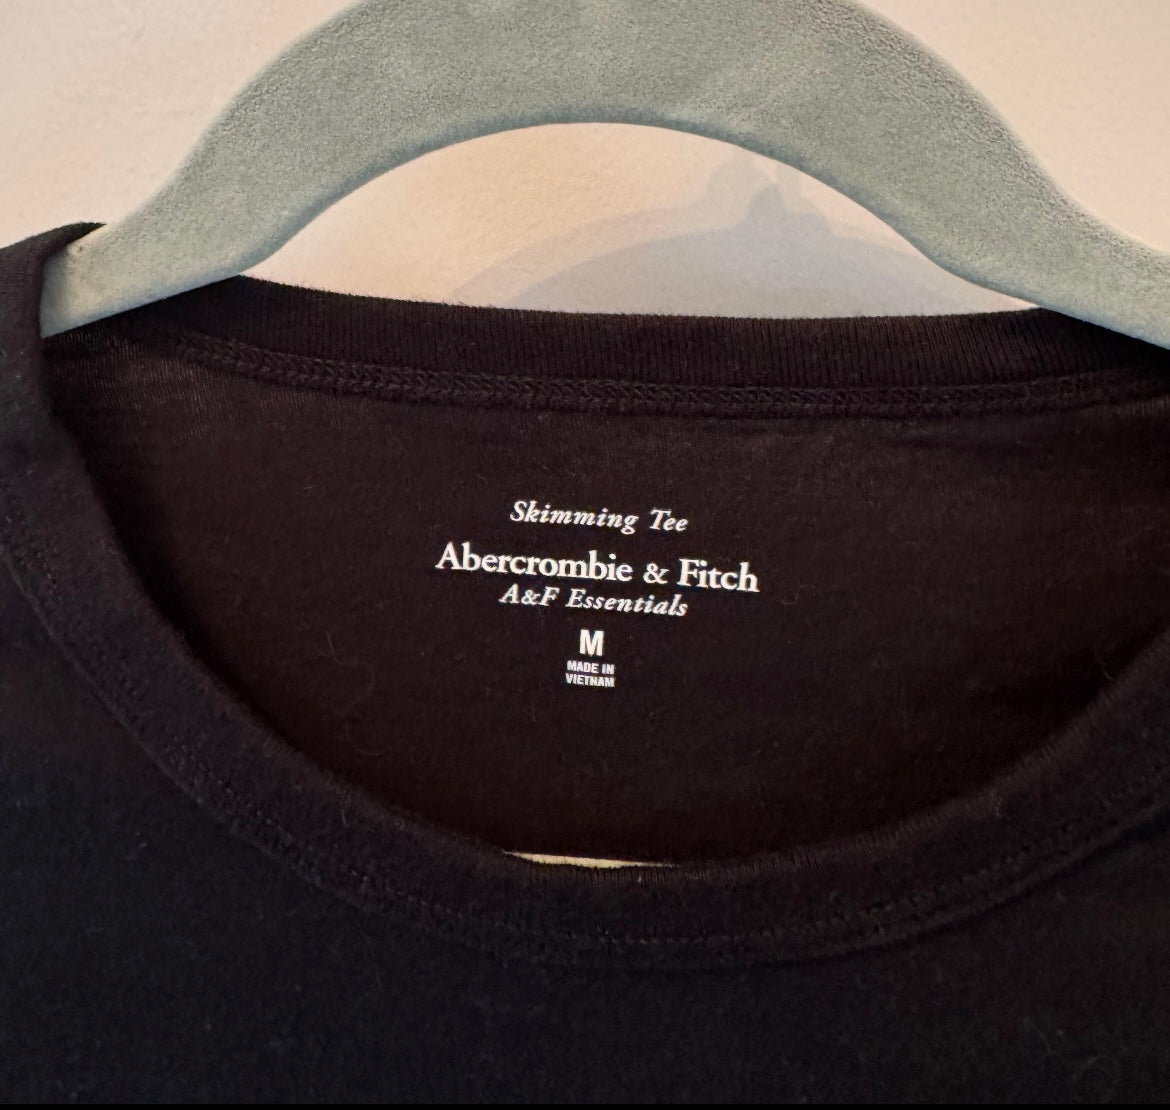 Skimming Tee
Abercrombie & Fitch
A&F Essentials
M
MADE IN
VIETNAM